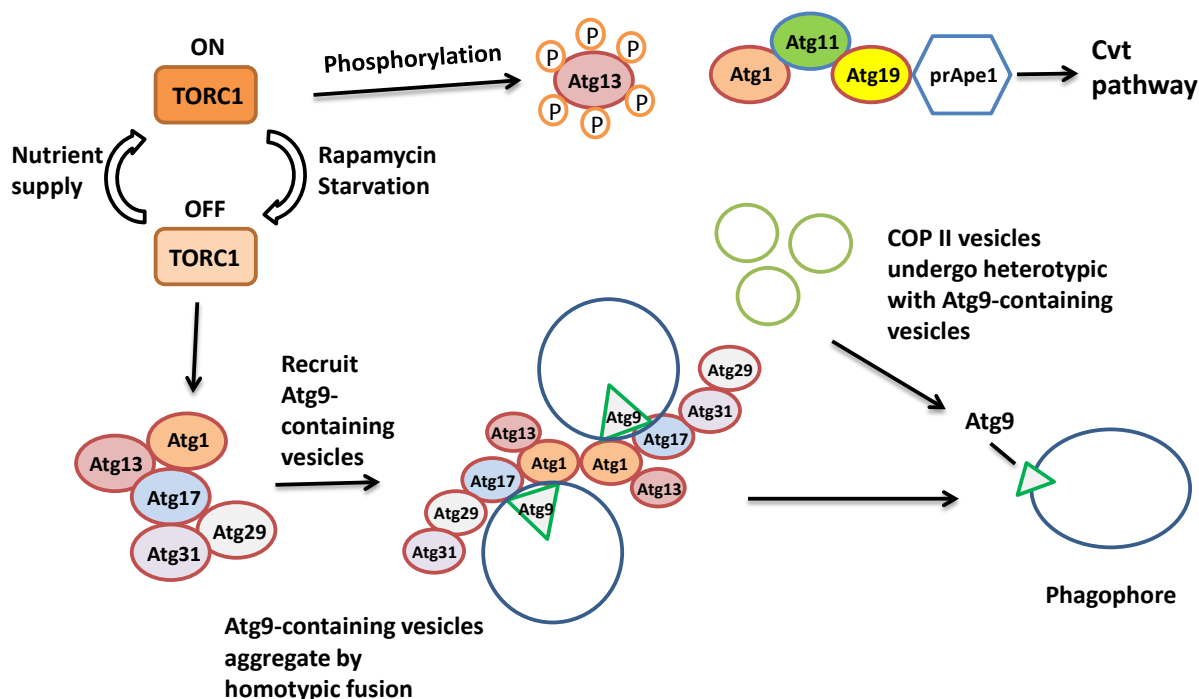 ON
TORC1
Phosphorylation
P
P
P
P
P
P
Atg13
Atg1
Atg11
Atg19
prApe1
Cvt
pathway
Nutrient
supply
Rapamycin
Starvation
OFF
TORC1
COP II vesicles
undergo heterotypic
with Atg9-containing
vesicles
Recruit
Atg9-
containing
vesicles
Atg1
Atg13
Atg17
Atg29
Atg31
Atg29
Atg31
Atg9
Atg17
Atg13
Atg1
Atg1
Atg13
Atg17
Atg9
Atg29
Atg31
Atg9
Phagophore
Atg9-containing vesicles
aggregate by
homotypic fusion